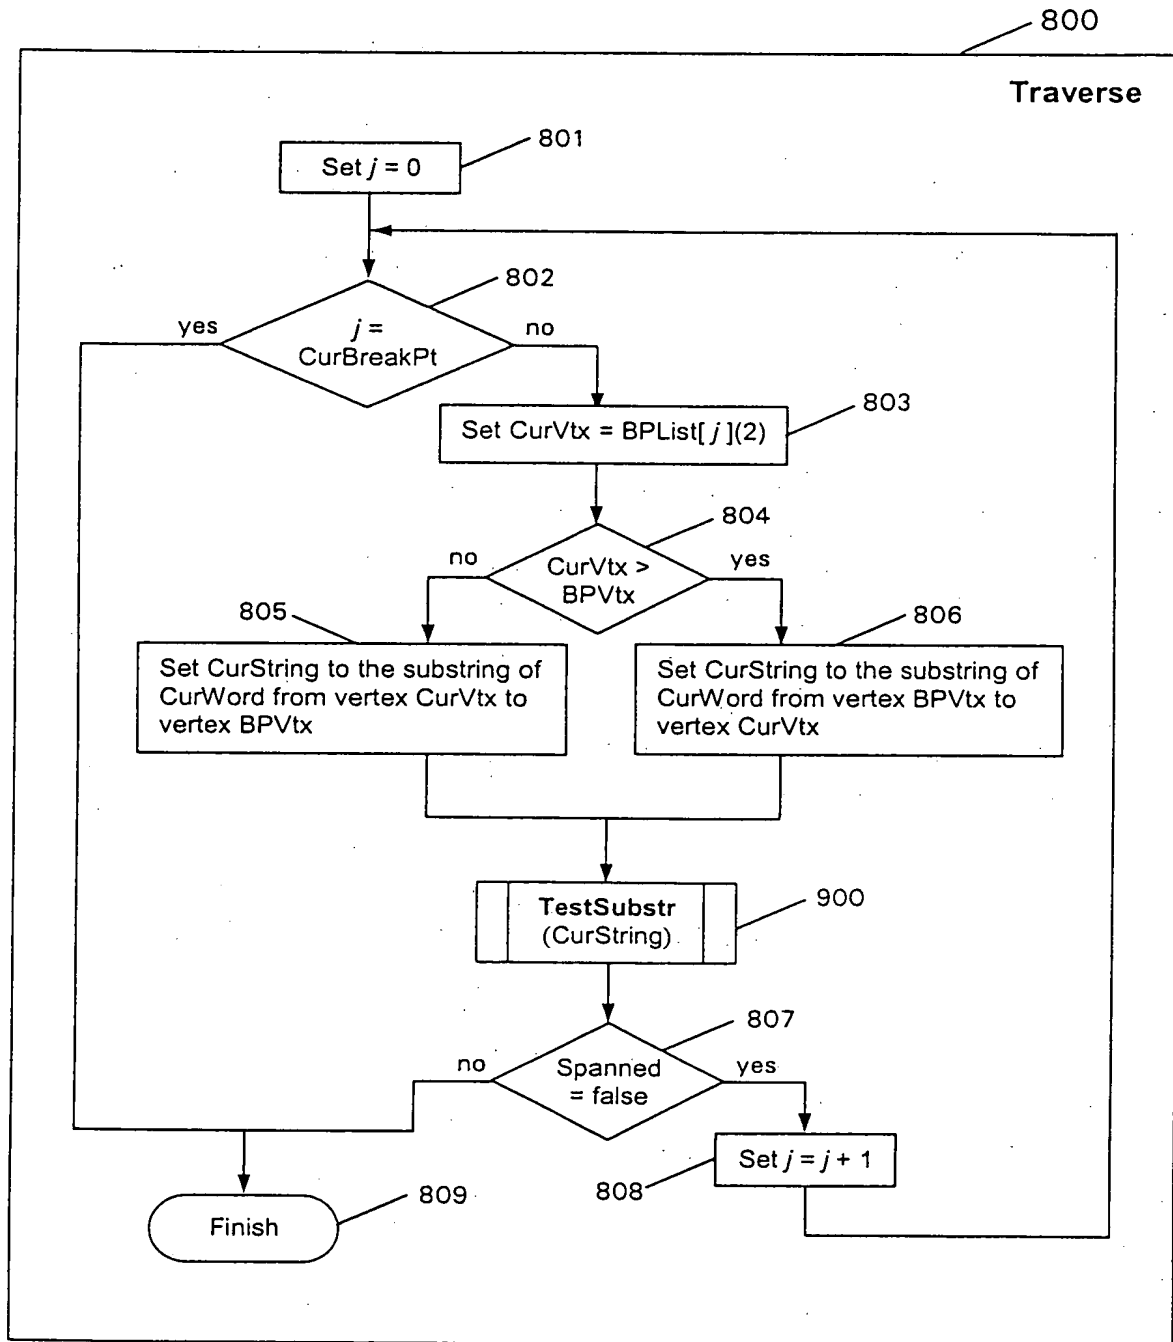 800
Traverse
801
Set j = 0
802
yes
j =
CurBreakPt
no
803
Set CurVtx = BPList[ j ](2)
804
no
CurVtx >
BPVtx
yes
805
806
Set CurString to the substring of
CurWord from vertex CurVtx to
vertex BPVtx
Set CurString to the substring of
CurWord from vertex BPVtx to
vertex CurVtx
TestSubstr
(CurString)
900
807
no
Spanned
= false
yes
Set j = j + 1
808
809
Finish